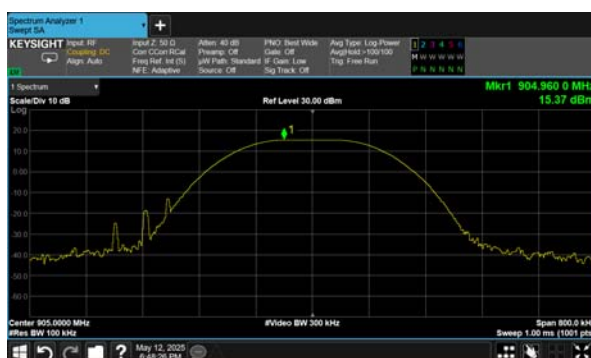 Spectrum Analyzer 1
Swept SA
+
KEYSIGHT
Input: RF
Coupling: DC
Align: Auto
Input Z: 50 Ω
Corr CCorr RCal
Freq Ref: Int (S)
NFE: Adaptive
Atten: 40 dB
Preamp: Off
µW Path: Standard
Source: Off
PNO: Best Wide
Gate: Off
IF Gain: Low
Sig Track: Off
Avg Type: Log-Power
Avg|Hold:>100/100
Trig: Free Run
1 2 3 4 5 6
M W W W W W
P N N N N N
1 Spectrum
Scale/Div 10 dB
Ref Level 30.00 dBm
Mkr1 904.960 0 MHz
15.37 dBm
Log
20.0
10.0
0.00
-10.0
-20.0
-30.0
-40.0
-50.0
-60.0
1
Center 905.0000 MHz
#Video BW 300 kHz
Span 800.0 kHz
#Res BW 100 kHz
Sweep 1.00 ms (1001 pts)
?
May 12, 2025
6:48:26 PM